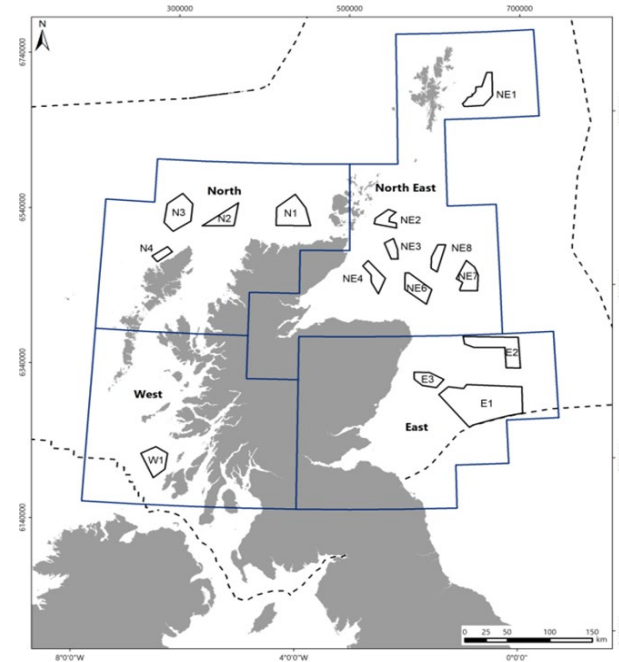 300000 500000 700000
N
6740000
NE1
North
North East
N3
N2
N1
NE2
6540000
NE3
NE8
N4
NE4
NE6
NE7
6340000
E2
E3
West
E1
East
W1
6140000
0 25 50 100 150
km
8°0'0"W 4°0'0"W 0°0'0"